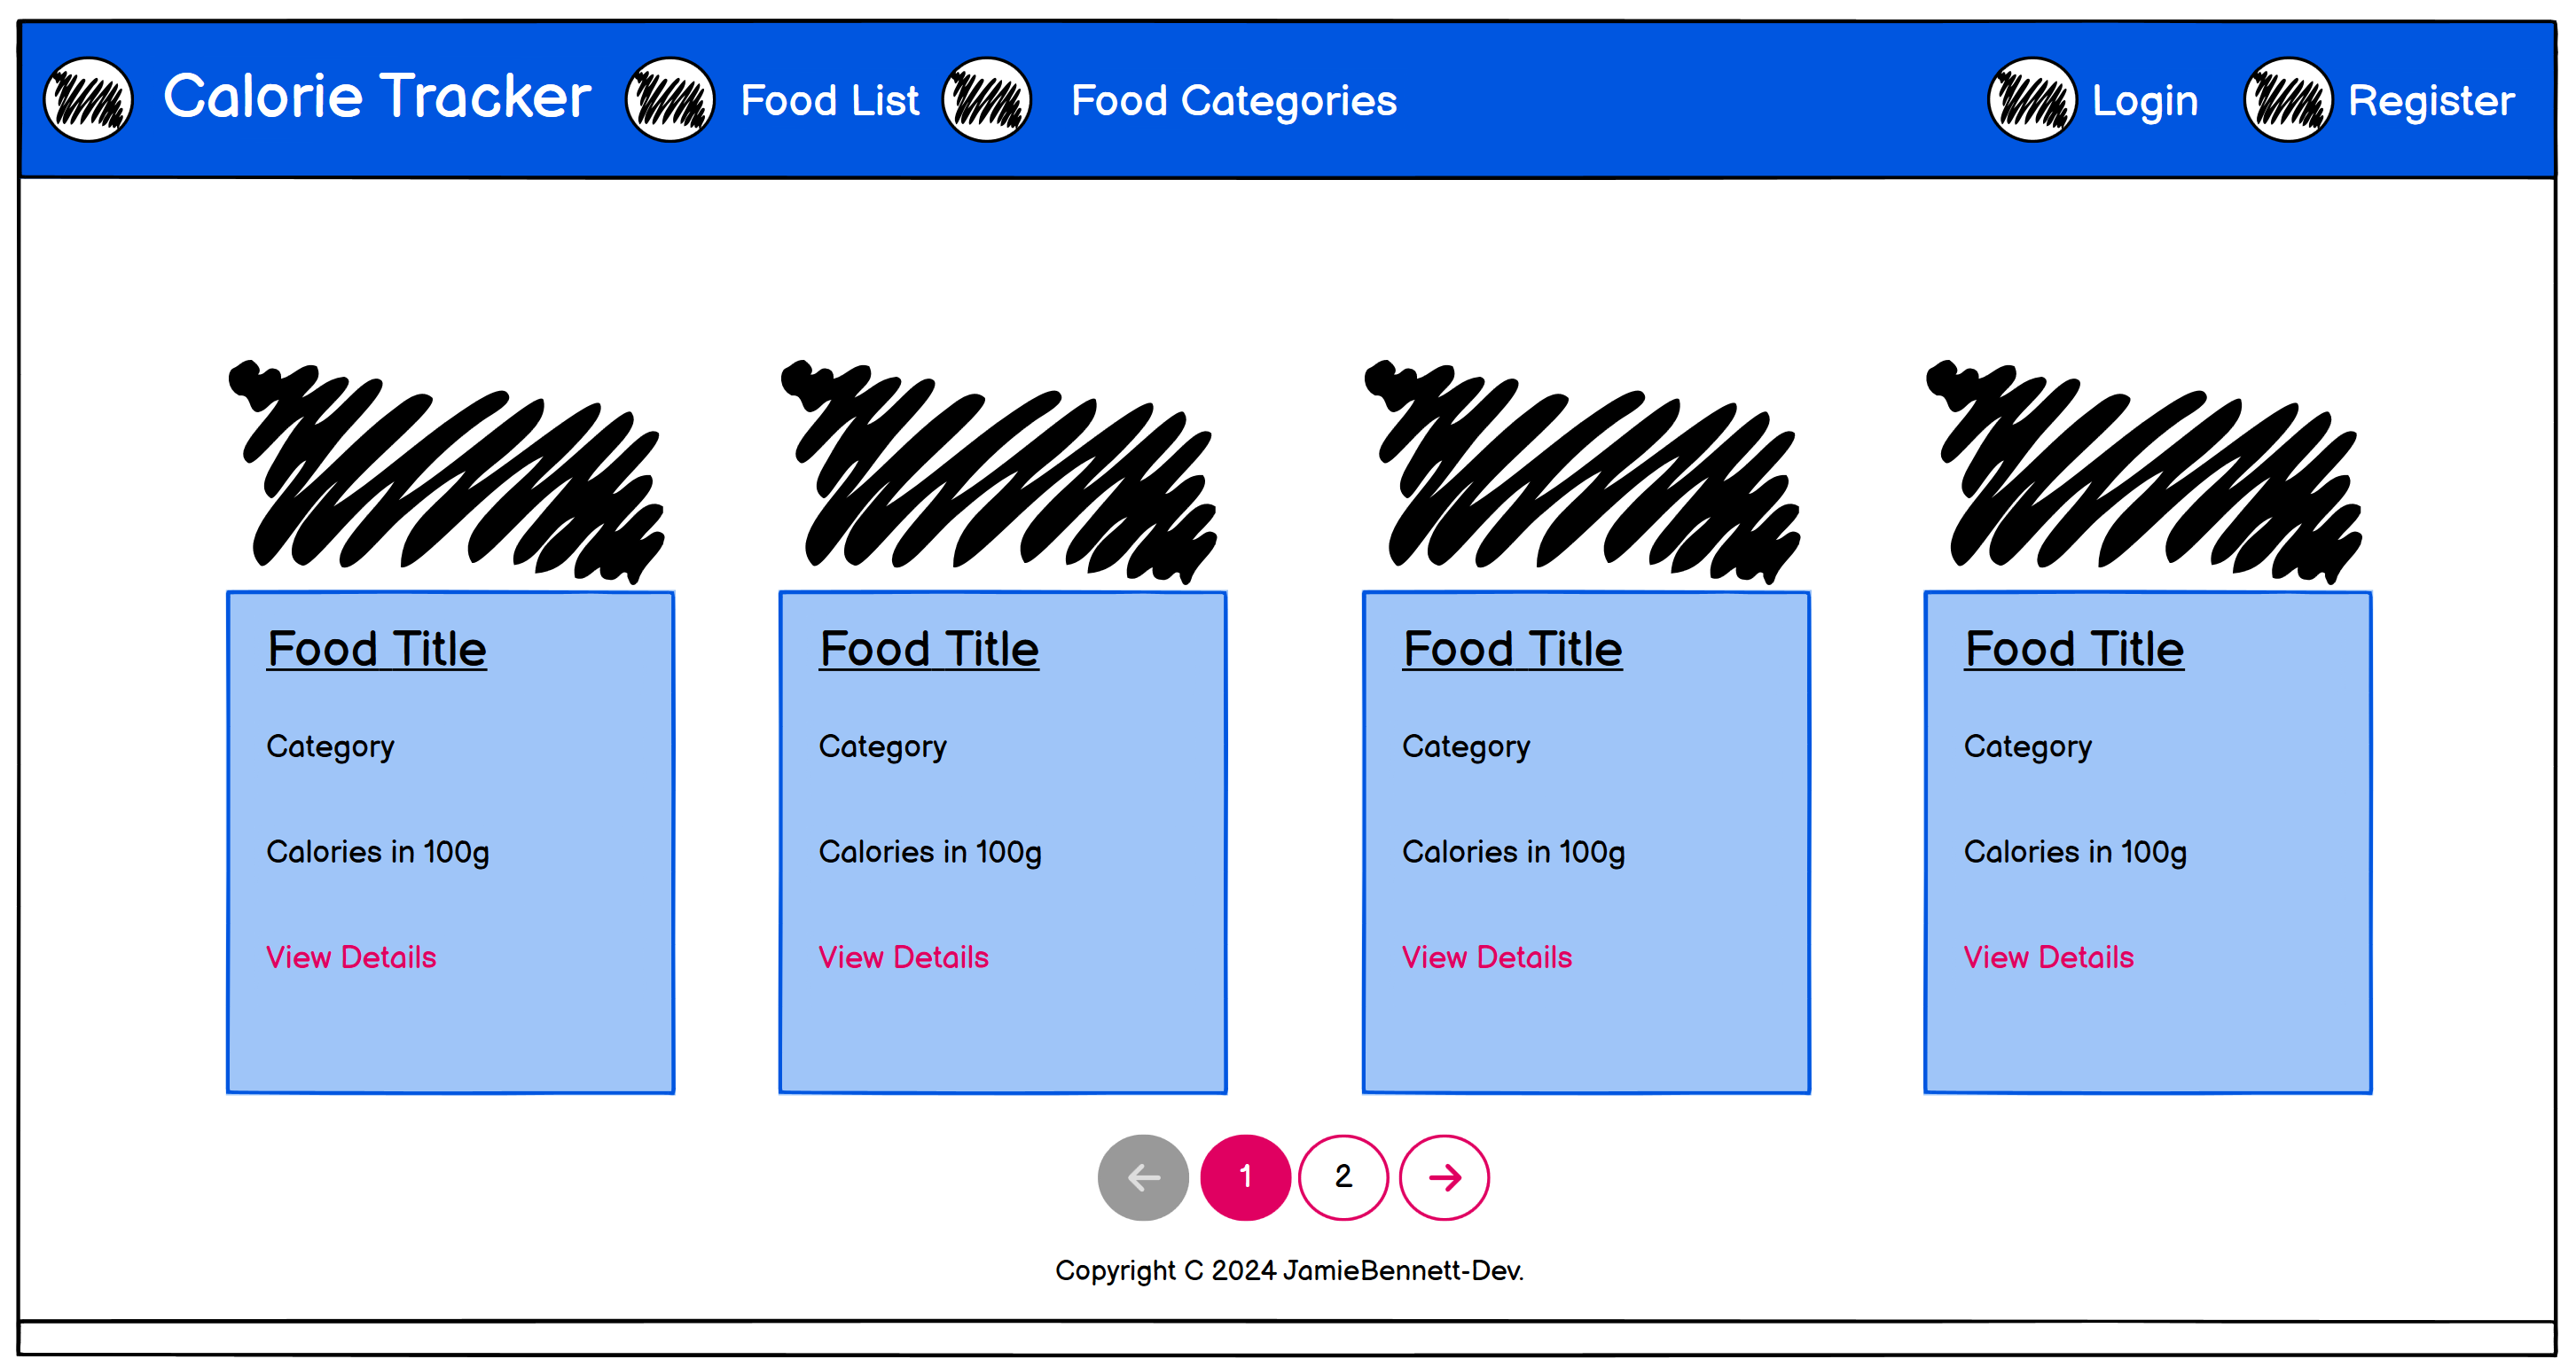 Calorie Tracker Food List Food Categories Login Register
Food Title Food Title Food Title Food Title
Category Category Category Category
Calories in 100g Calories in 100g Calories in 100g Calories in 100g
View Details View Details View Details View Details
1 2
Copyright C 2024 JamieBennett-Dev.